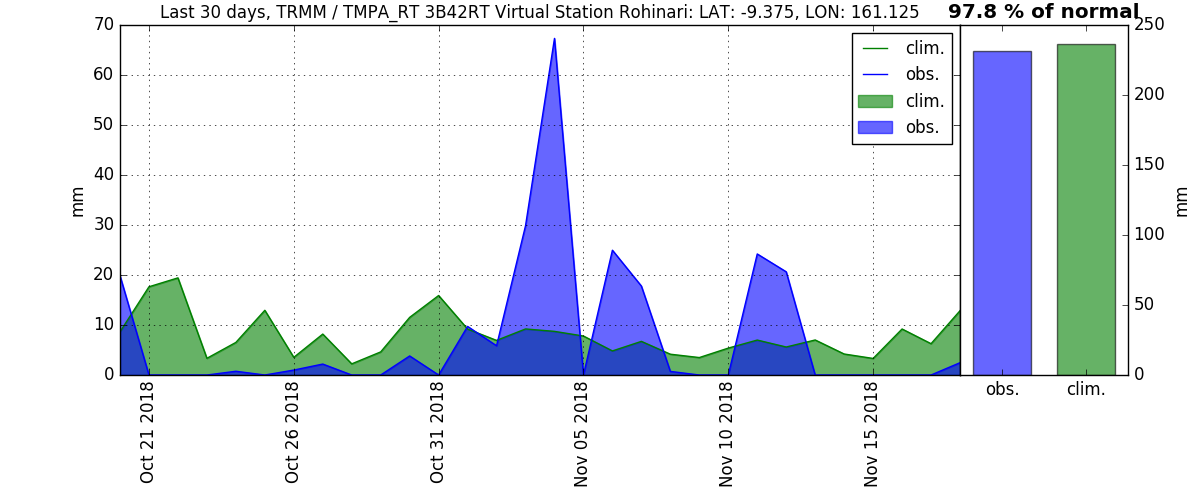 Last 30 days, TRMM / TMPA_RT 3B42RT Virtual Station Rohinari: LAT: -9.375, LON: 161.125
97.8 % of normal
70
60
50
40
30
20
10
0
mm
clim.
obs.
clim.
obs.
Oct 21 2018
Oct 26 2018
Oct 31 2018
Nov 05 2018
Nov 10 2018
Nov 15 2018
250
200
150
100
50
0
mm
obs.
clim.